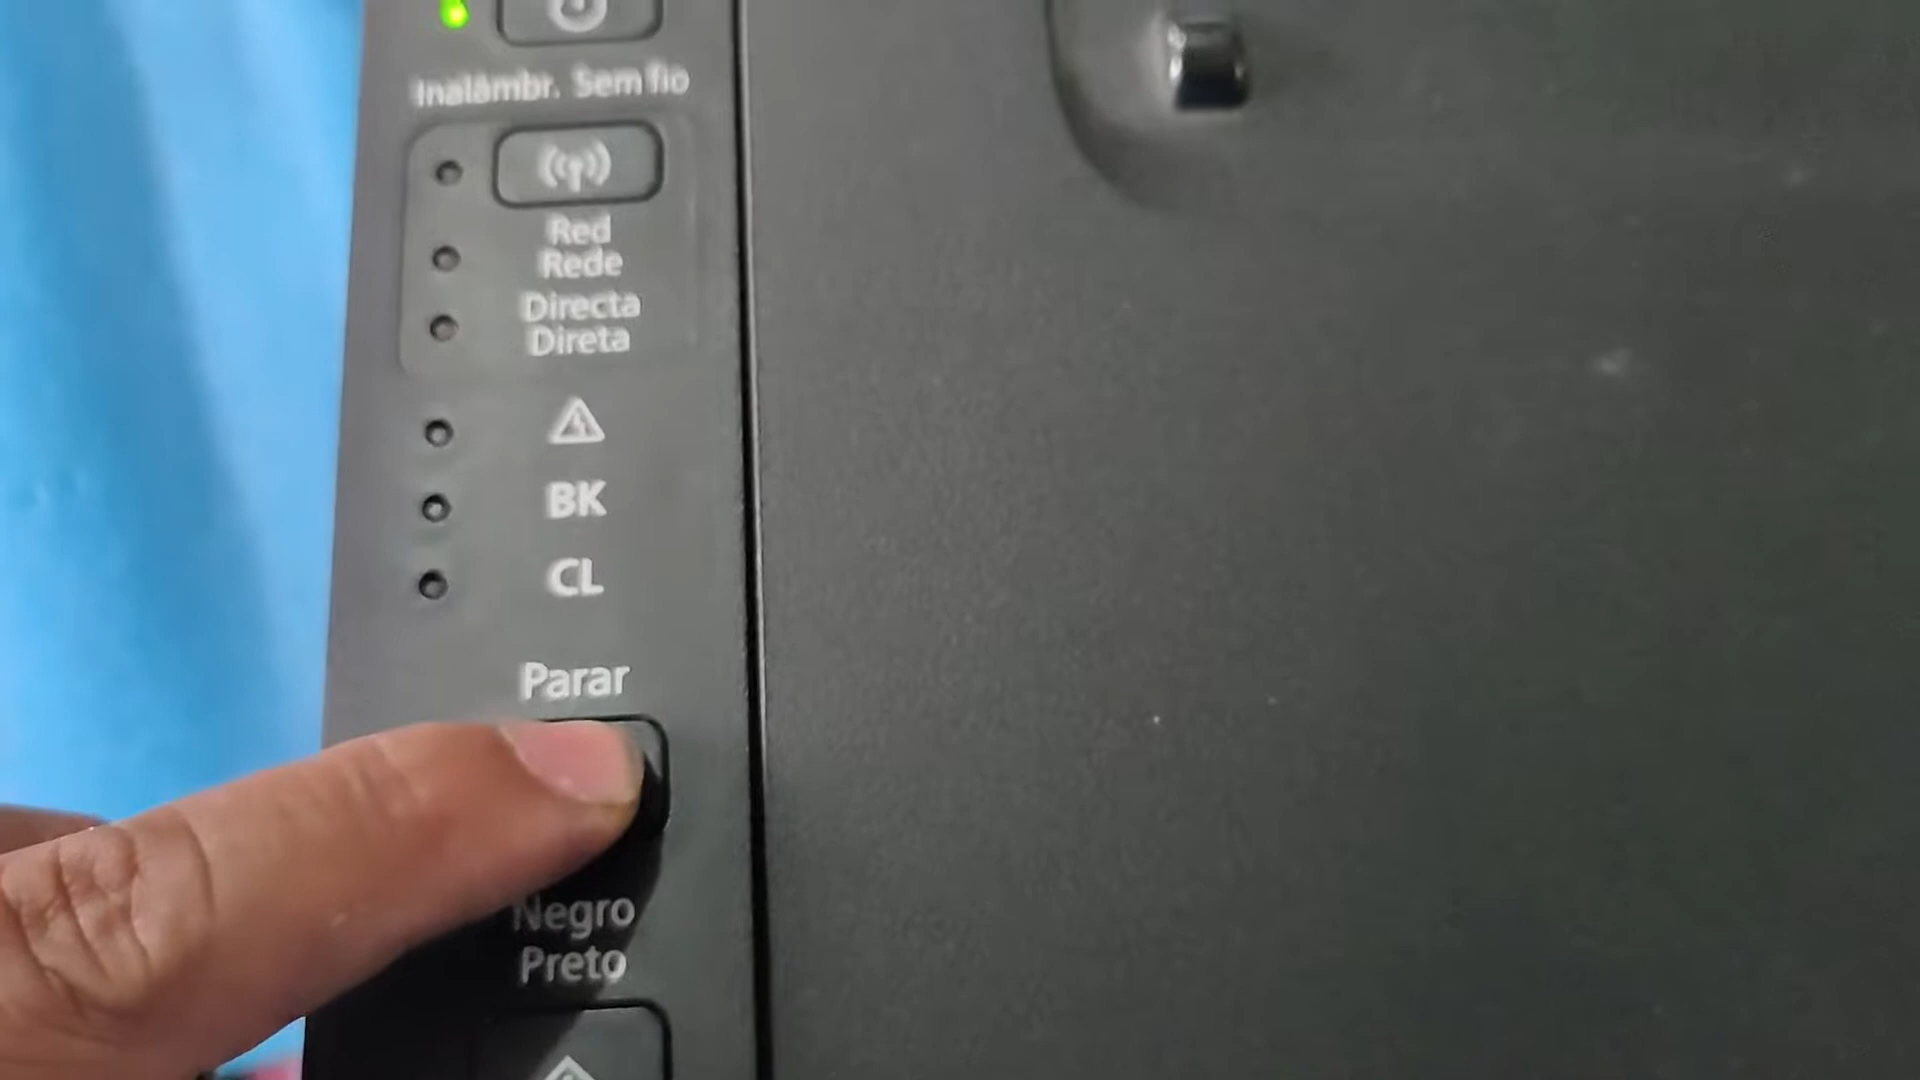 Inalámbr. Sem fio
Red
Rede
Directa
Direta
BK
CL
Parar
Negro
Preto